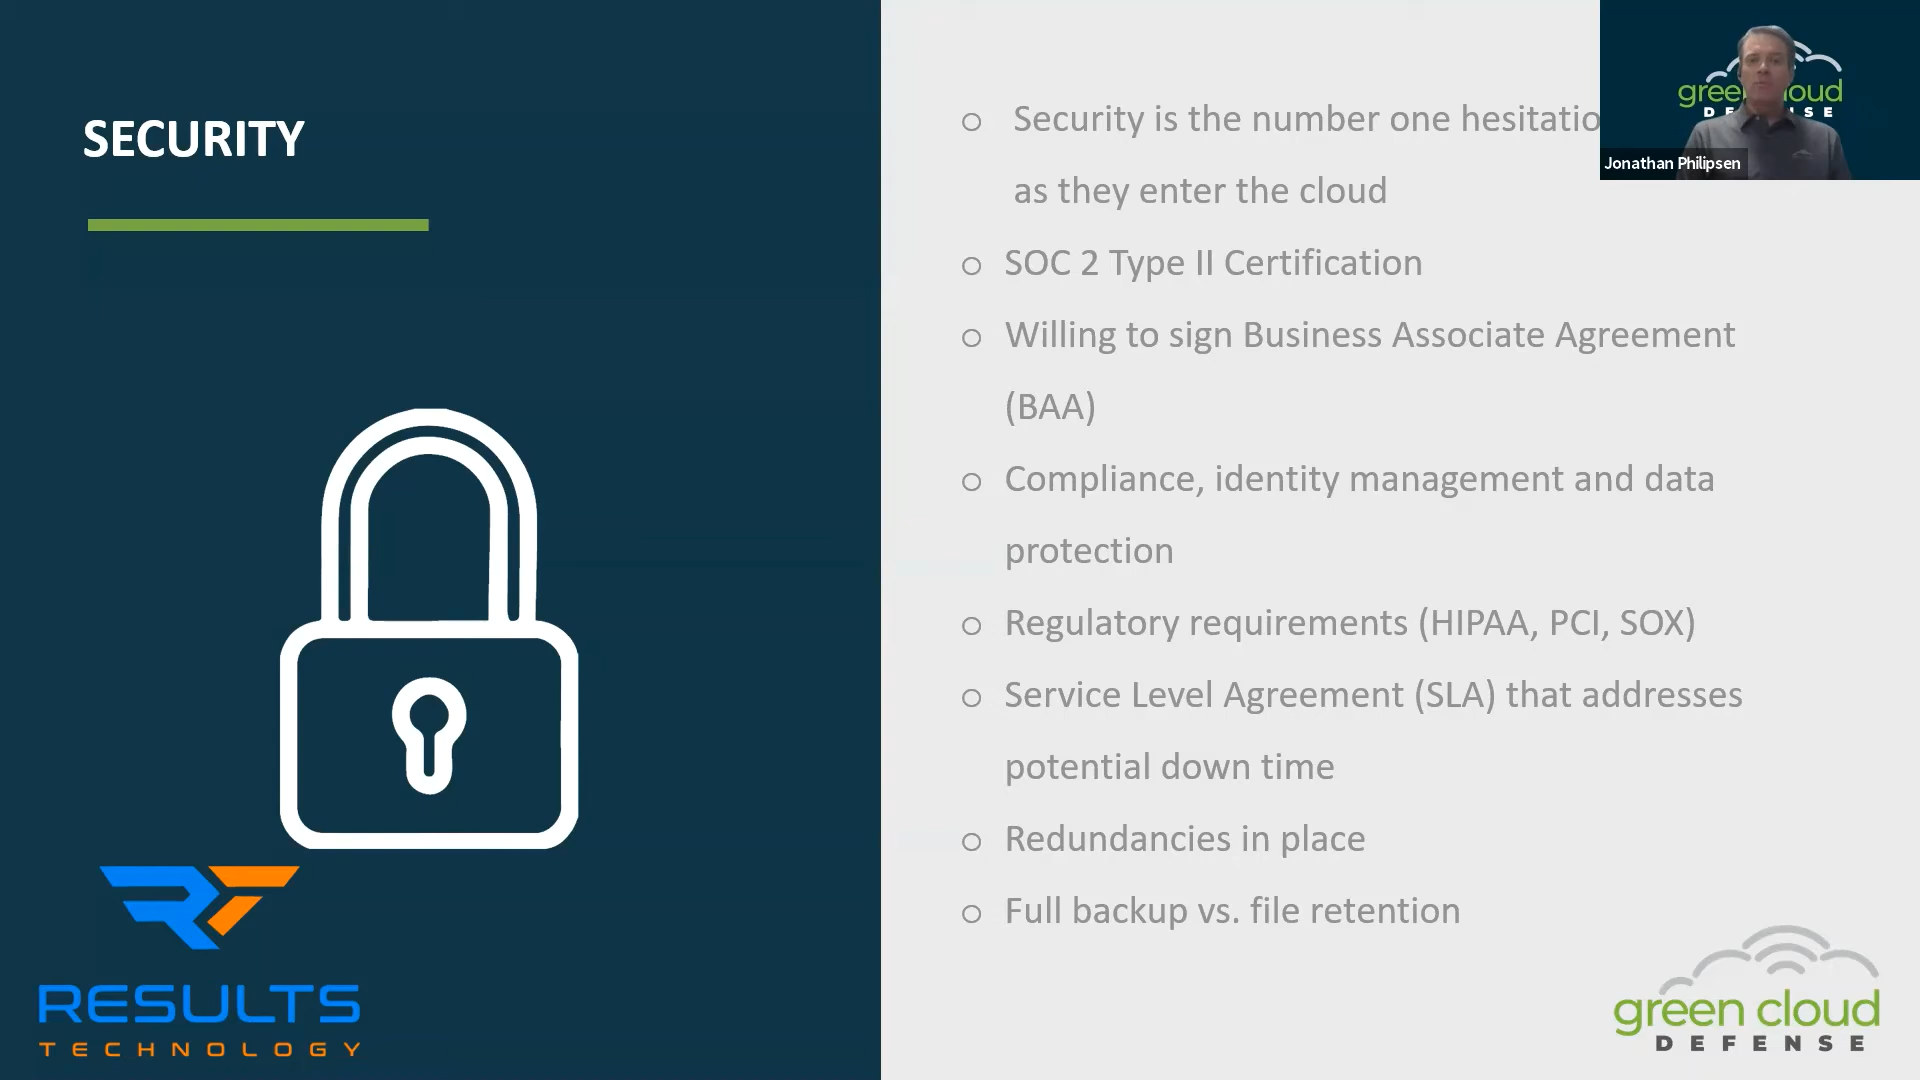 SECURITY
Security is the number one hesitatio
as they enter the cloud
SOC 2 Type II Certification
Willing to sign Business Associate Agreement
(BAA)
Compliance, identity management and data
protection
Regulatory requirements (HIPAA, PCI, SOX)
Service Level Agreement (SLA) that addresses
potential down time
Redundancies in place
Full backup vs. file retention
Jonathan Philipsen
RESULTS
TECHNOLOGY
green cloud
DEFENSE